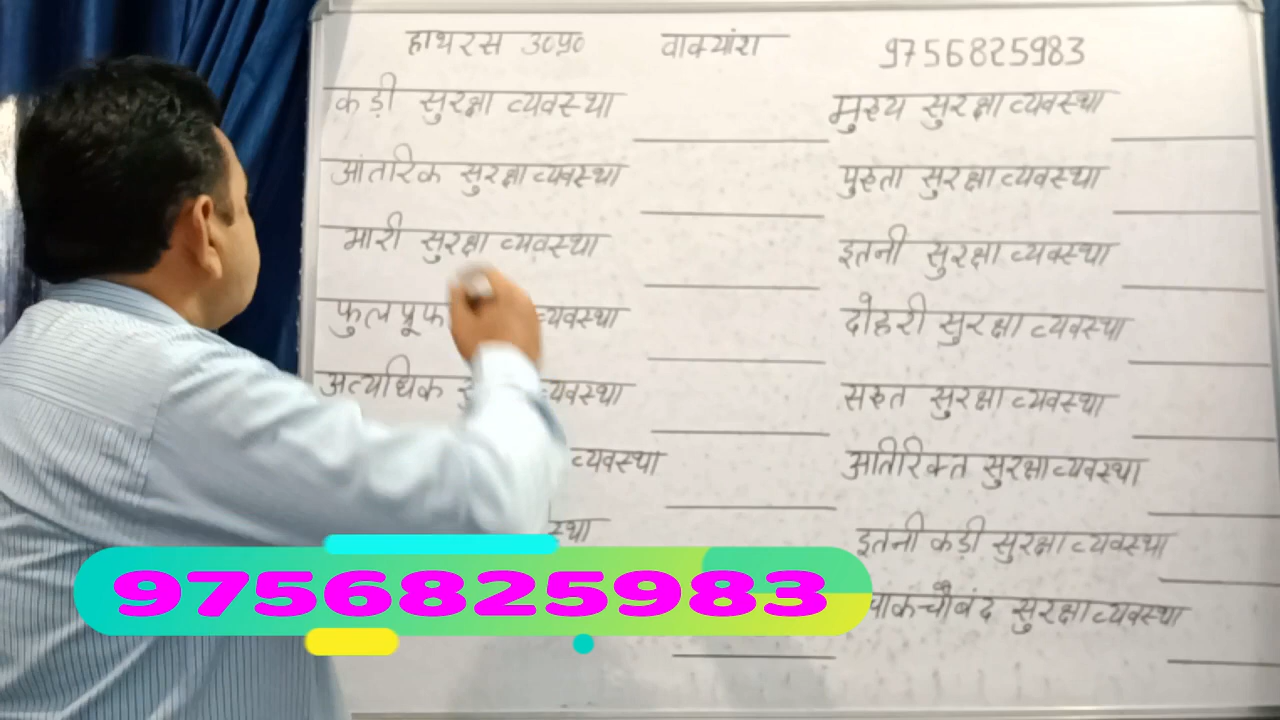 हाथरस उ०प्र० वाक्यांश 9756825983
कड़ी सुरक्षा व्यवस्था
आंतरिक सुरक्षा व्यवस्था
भारी सुरक्षा व्यवस्था
फुलप्रूफ व्यवस्था
अत्यधिक व्यवस्था
व्यवस्था
मुख्य सुरक्षा व्यवस्था
पुख्ता सुरक्षा व्यवस्था
इतनी सुरक्षा व्यवस्था
दोहरी सुरक्षा व्यवस्था
सख्त सुरक्षा व्यवस्था
अतिरिक्त सुरक्षा व्यवस्था
इतनी कड़ी सुरक्षा व्यवस्था
चाकचौबंद सुरक्षा व्यवस्था
9756825983